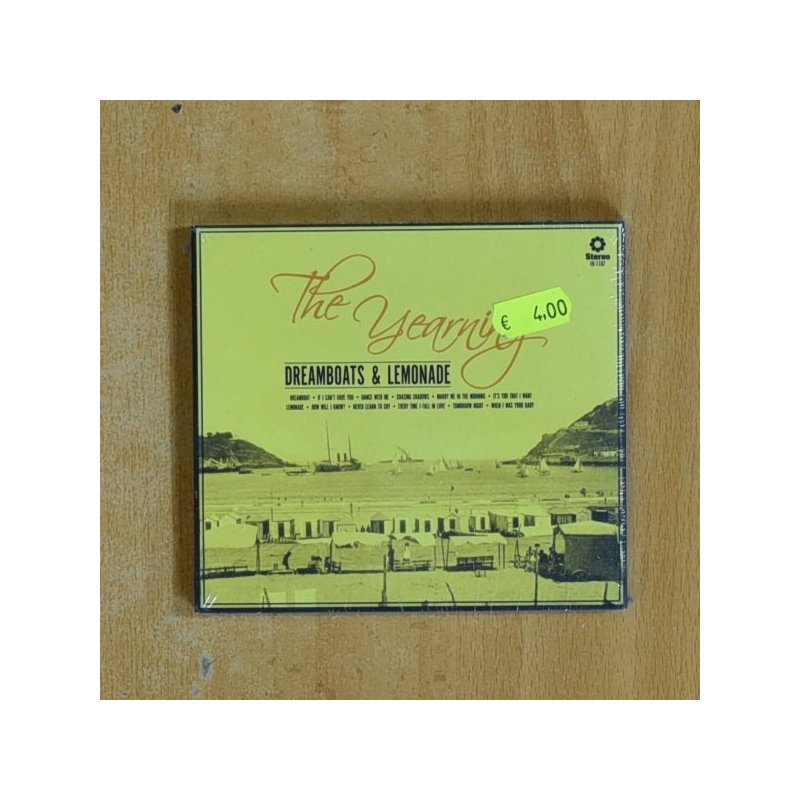 Stereo
ER-1107
The Yearning
€ 4,00
DREAMBOATS & LEMONADE
DREAMBOAT • IF I CAN'T HAVE YOU • DANCE WITH ME • CHASING SHADOWS • MARRY ME IN THE MORNING • IT'S YOU THAT I WANT
LEMONADE • HOW WILL I KNOW? • NEVER LEARN TO CRY • EVERY TIME I FALL IN LOVE • TOMORROW NIGHT • WHEN I WAS YOUR BABY